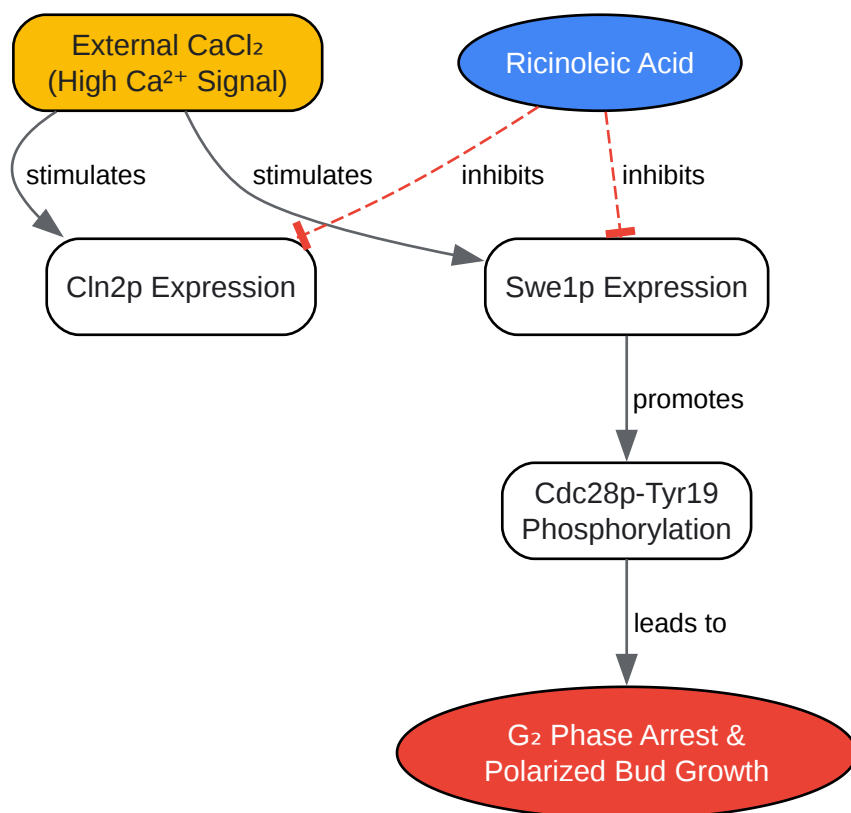 External CaCl₂
(High Ca²⁺ Signal)
Ricinoleic Acid
stimulates
stimulates
inhibits
inhibits
Cln2p Expression
Swe1p Expression
promotes
Cdc28p-Tyr19
Phosphorylation
leads to
G₂ Phase Arrest &
Polarized Bud Growth